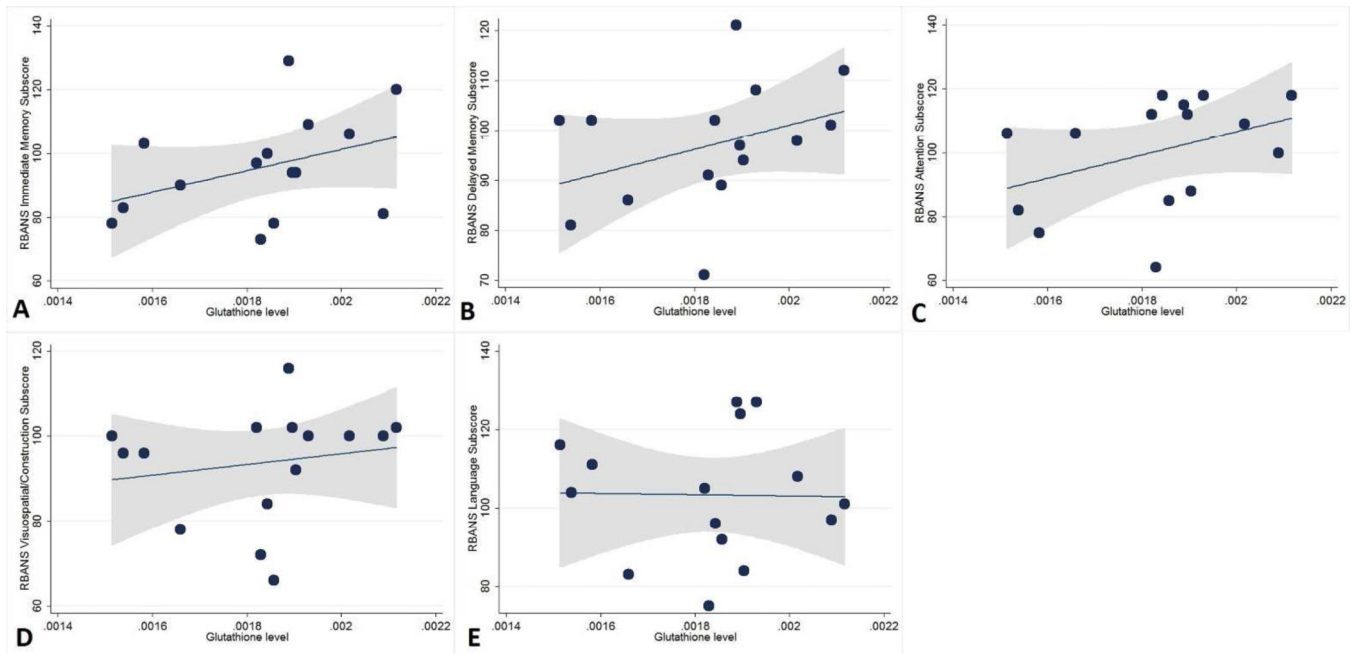 RBANS Immediate Memory Subscore
140
120
100
80
60
.0014 .0016 .0018 .002 .0022
Glutathione level
A
RBANS Delayed Memory Subscore
120
110
100
90
80
70
.0014 .0016 .0018 .002 .0022
Glutathione level
B
RBANS Attention Subscore
140
120
100
80
60
.0014 .0016 .0018 .002 .0022
Glutathione level
C
RBANS Visuospatial/Construction Subscore
120
100
80
60
.0014 .0016 .0018 .002 .0022
Glutathione level
D
RBANS Language Subscore
140
120
100
80
.0014 .0016 .0018 .002 .0022
Glutathione level
E